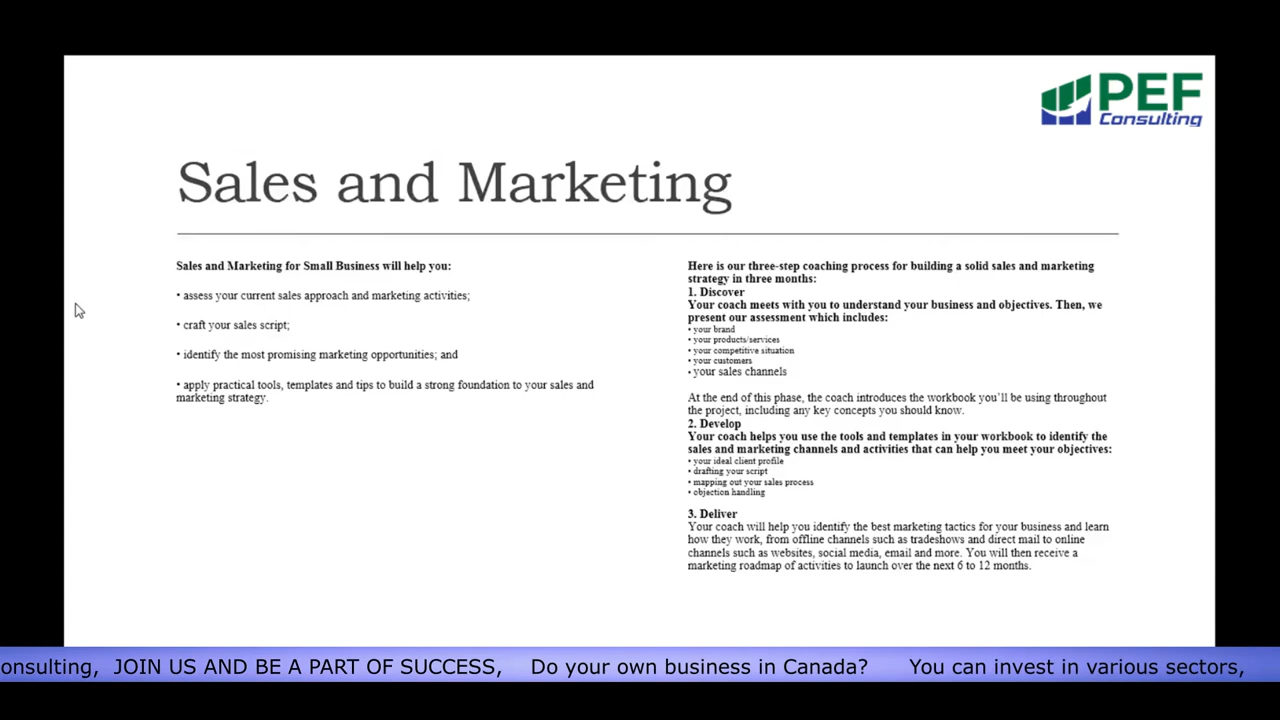 PEF
Consulting
Sales and Marketing
Sales and Marketing for Small Business will help you:
• assess your current sales approach and marketing activities;
• craft your sales script;
• identify the most promising marketing opportunities; and
• apply practical tools, templates and tips to build a strong foundation to your sales and
marketing strategy.
Here is our three-step coaching process for building a solid sales and marketing
strategy in three months:
1. Discover
Your coach meets with you to understand your business and objectives. Then, we
present our assessment which includes:
• your brand
• your products/services
• your competitive situation
• your customers
• your sales channels
At the end of this phase, the coach introduces the workbook you'll be using throughout
the project, including any key concepts you should know.
2. Develop
Your coach helps you use the tools and templates in your workbook to identify the
sales and marketing channels and activities that can help you meet your objectives:
• your ideal client profile
• drafting your script
• mapping out your sales process
• objection handling
3. Deliver
Your coach will help you identify the best marketing tactics for your business and learn
how they work, from offline channels such as tradeshows and direct mail to online
channels such as websites, social media, email and more. You will then receive a
marketing roadmap of activities to launch over the next 6 to 12 months.
onsulting, JOIN US AND BE A PART OF SUCCESS, Do your own business in Canada? You can invest in various sectors,